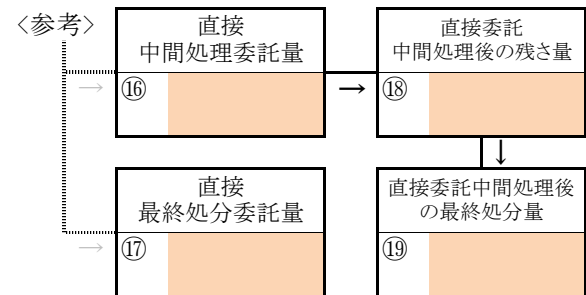 〈参考〉
直接
中間処理委託量
直接委託
中間処理後の残さ量
→ ⑯
→ ⑱
↓
直接
最終処分委託量
直接委託中間処理後
の最終処分量
→ ⑰
⑲